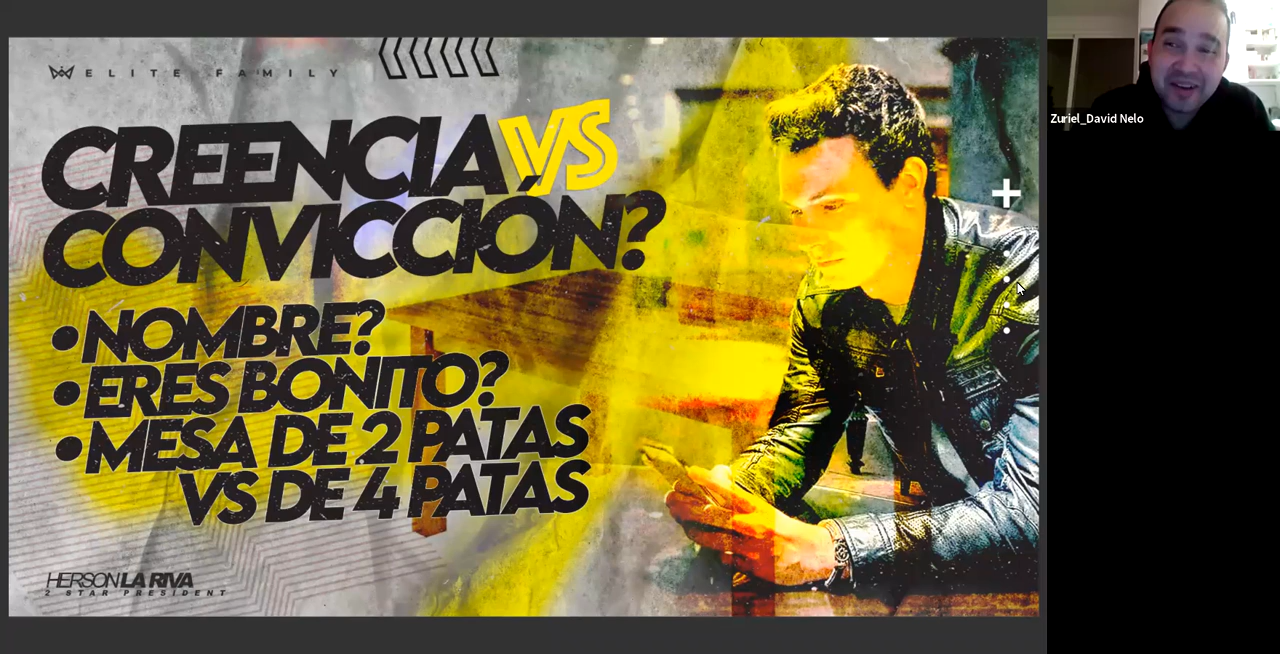 ELITE FAMILY
CREENCIA VS
CONVICCIÓN?
•NOMBRE?
•ERES BONITO?
•MESA DE 2 PATAS
VS DE 4 PATAS
HERSON LA RIVA
2 STAR PRESIDENT
Zuriel_David Nelo